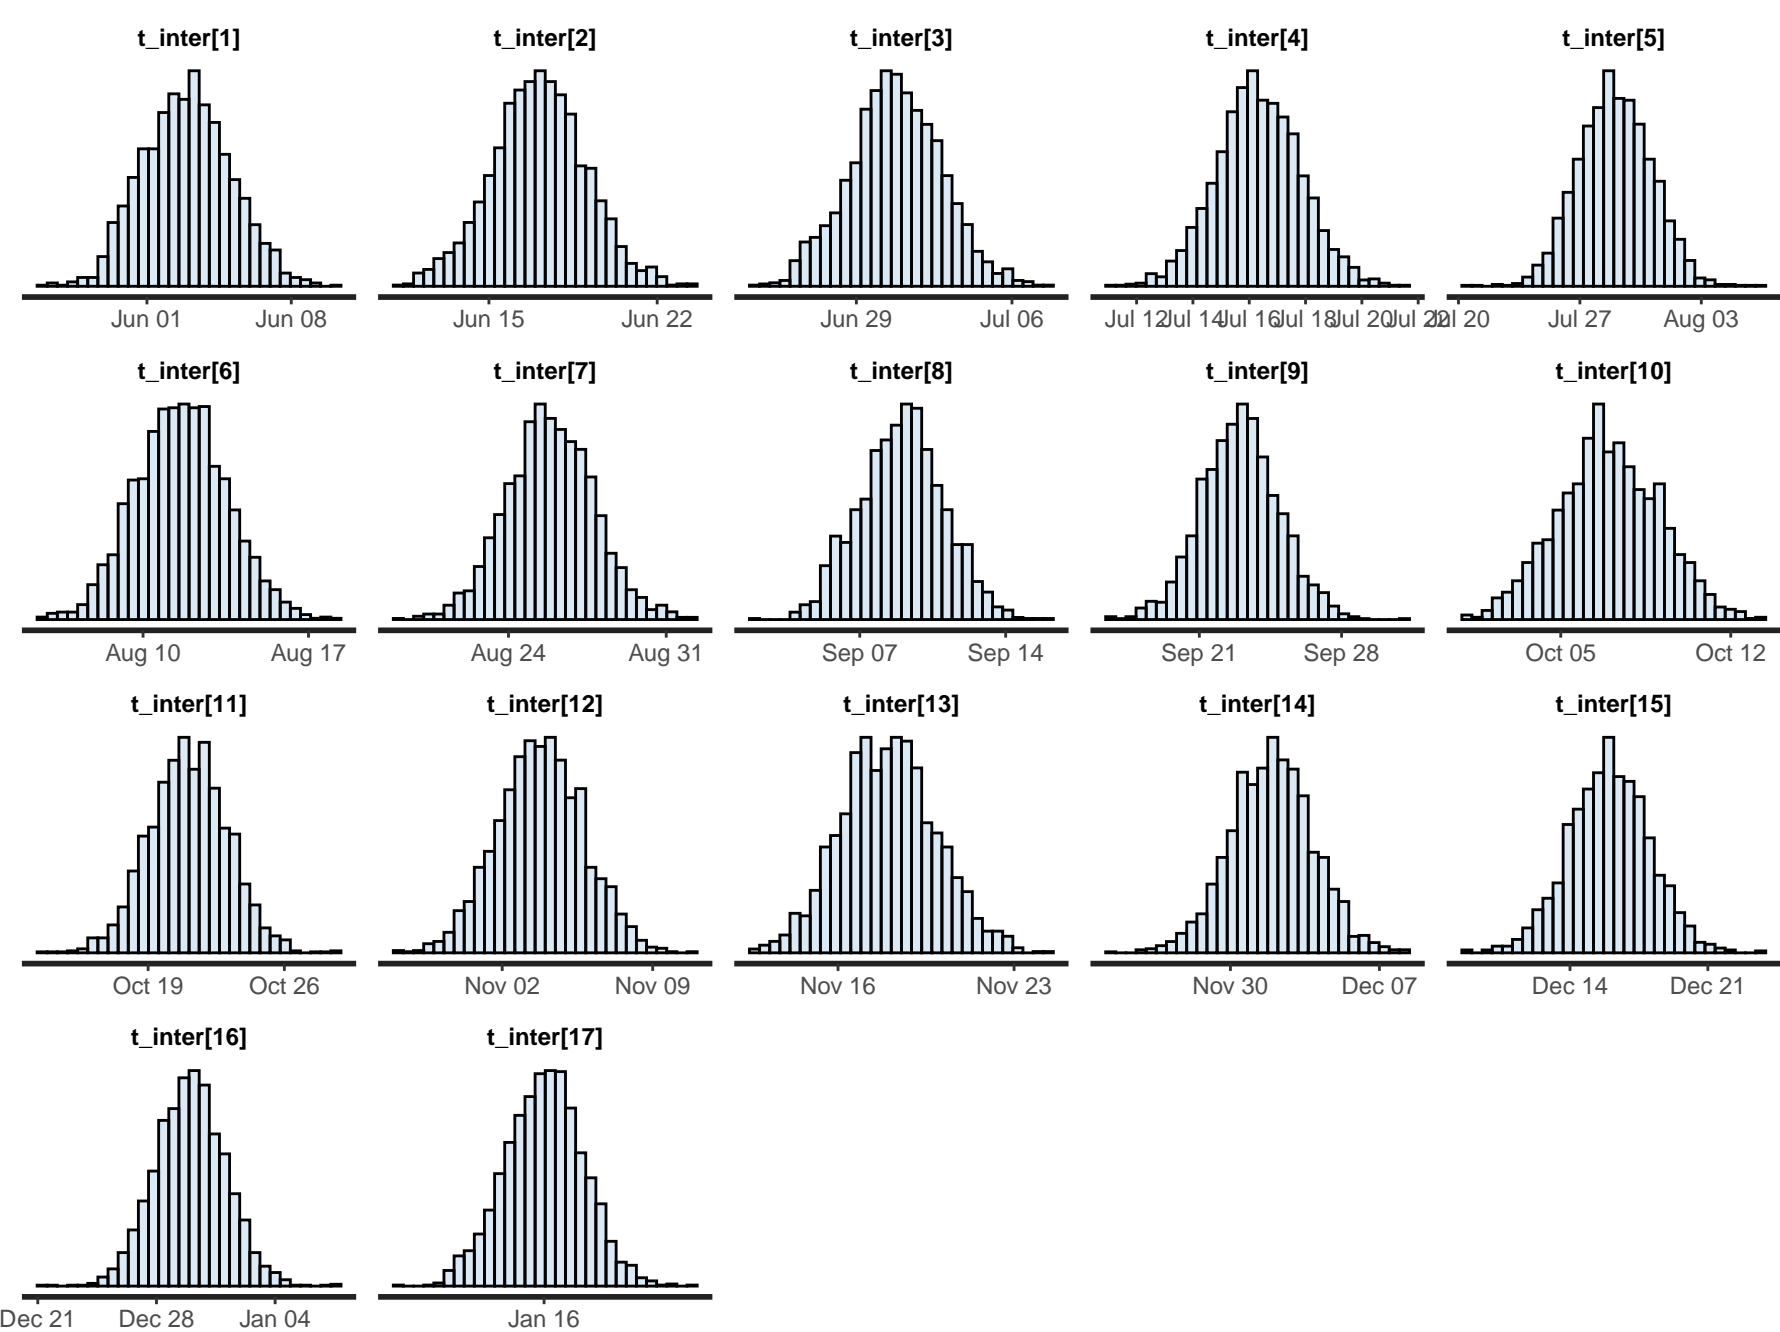 t_inter[1] t_inter[2] t_inter[3] t_inter[4] t_inter[5]
Jun 01 Jun 08 Jun 15 Jun 22 Jun 29 Jul 06 Jul 12 Jul 14 Jul 16 Jul 18 Jul 20 Jul 22 Jul 20 Jul 27 Aug 03
t_inter[6] t_inter[7] t_inter[8] t_inter[9] t_inter[10]
Aug 10 Aug 17 Aug 24 Aug 31 Sep 07 Sep 14 Sep 21 Sep 28 Oct 05 Oct 12
t_inter[11] t_inter[12] t_inter[13] t_inter[14] t_inter[15]
Oct 19 Oct 26 Nov 02 Nov 09 Nov 16 Nov 23 Nov 30 Dec 07 Dec 14 Dec 21
t_inter[16] t_inter[17]
Dec 21 Dec 28 Jan 04 Jan 16